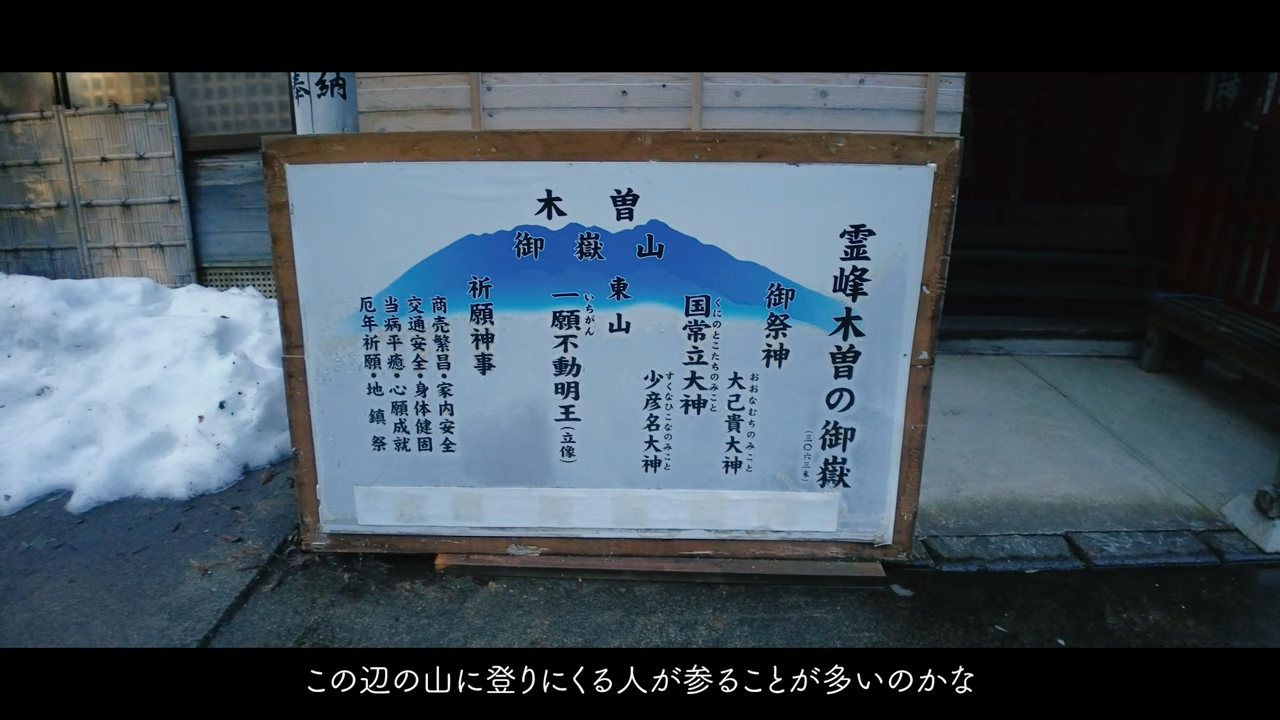 奉納
木曽
御嶽山
霊峰木曽の御嶽
(三〇六三米)
御祭神
おおなむちのみこと
大己貴大神
くにのとこたちのみこと
国常立大神
すくなひこなのみこと
少彦名大神
東山
いちがん
一願不動明王(立像)
祈願神事
商売繁昌・家内安全
交通安全・身体健固
当病平癒・心願成就
厄年祈願・地鎮祭
この辺の山に登りにくる人が参ることが多いのかな